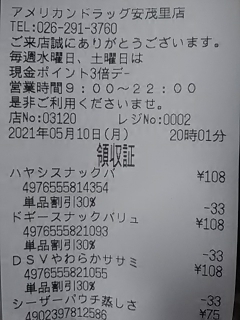 アメリカンドラッグ安茂里店
TEL:026-291-3760
ご来店誠にありがとうございます。
毎週水曜日、土曜日は
現金ポイント3倍デー
営業時間9:00~22:00
是非ご利用くださいませ。
店No:03120 レジNo:0002
2021年05月10日(月) 20時01分
領収証
ハヤシスナックバ ¥108
4976555814354
単品割引30% -33
ドギースナックバリュ ¥108
4976555821093
単品割引30% -33
DSVやわらかササミ ¥108
4976555821055
単品割引30% -33
シーザーパウチ蒸しさ ¥75
4902397812586